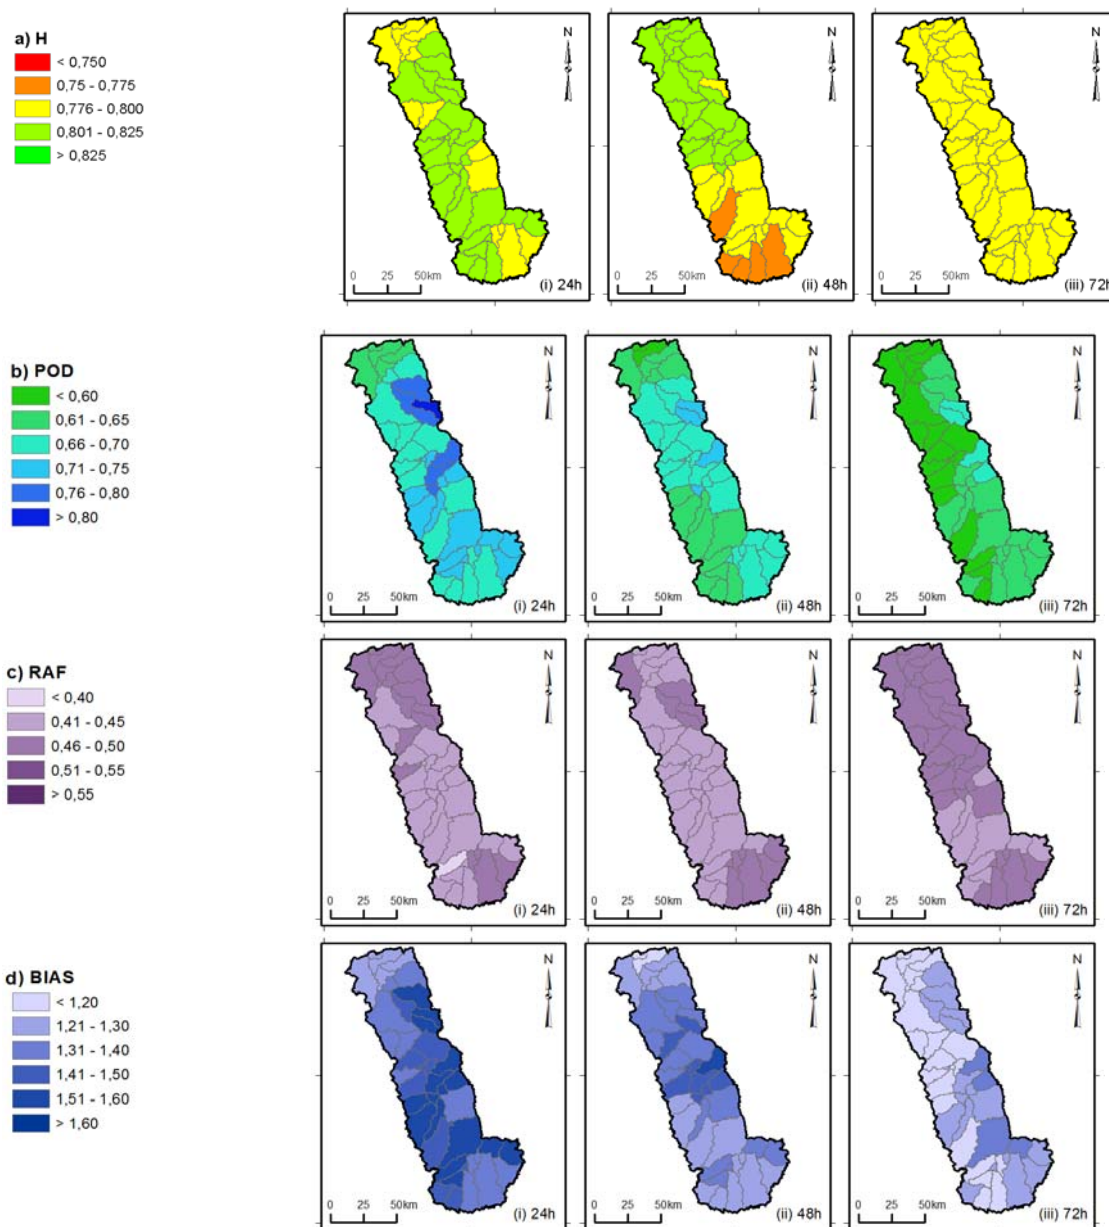 a) H
< 0,750
0,75 - 0,775
0,776 - 0,800
0,801 - 0,825
> 0,825
N
0 25 50km
(i) 24h
N
0 25 50km
(ii) 48h
N
0 25 50km
(iii) 72h
b) POD
< 0,60
0,61 - 0,65
0,66 - 0,70
0,71 - 0,75
0,76 - 0,80
> 0,80
N
0 25 50km
(i) 24h
N
0 25 50km
(ii) 48h
N
0 25 50km
(iii) 72h
c) RAF
< 0,40
0,41 - 0,45
0,46 - 0,50
0,51 - 0,55
> 0,55
N
0 25 50km
(i) 24h
N
0 25 50km
(ii) 48h
N
0 25 50km
(iii) 72h
d) BIAS
< 1,20
1,21 - 1,30
1,31 - 1,40
1,41 - 1,50
1,51 - 1,60
> 1,60
N
0 25 50km
(i) 24h
N
0 25 50km
(ii) 48h
N
0 25 50km
(iii) 72h